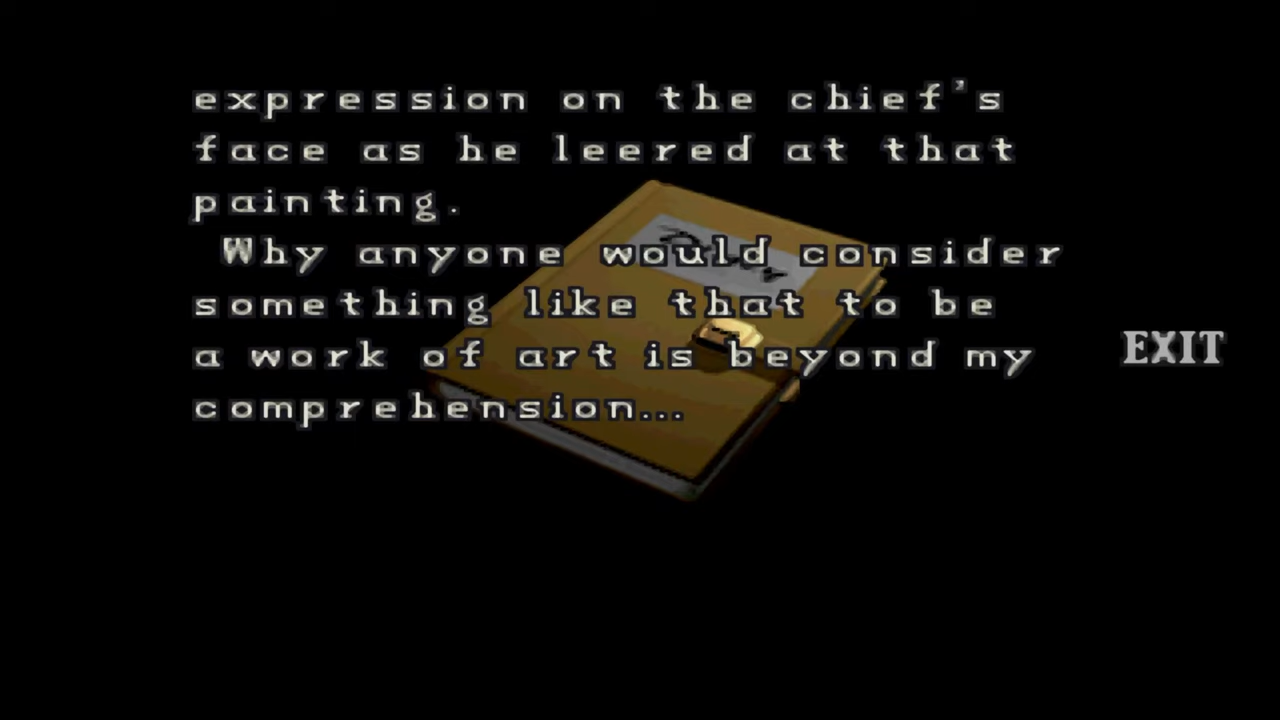 expression on the chief's
face as he leered at that
painting.
Why anyone would consider
something like that to be
a work of art is beyond my
comprehension...
EXIT
Diary